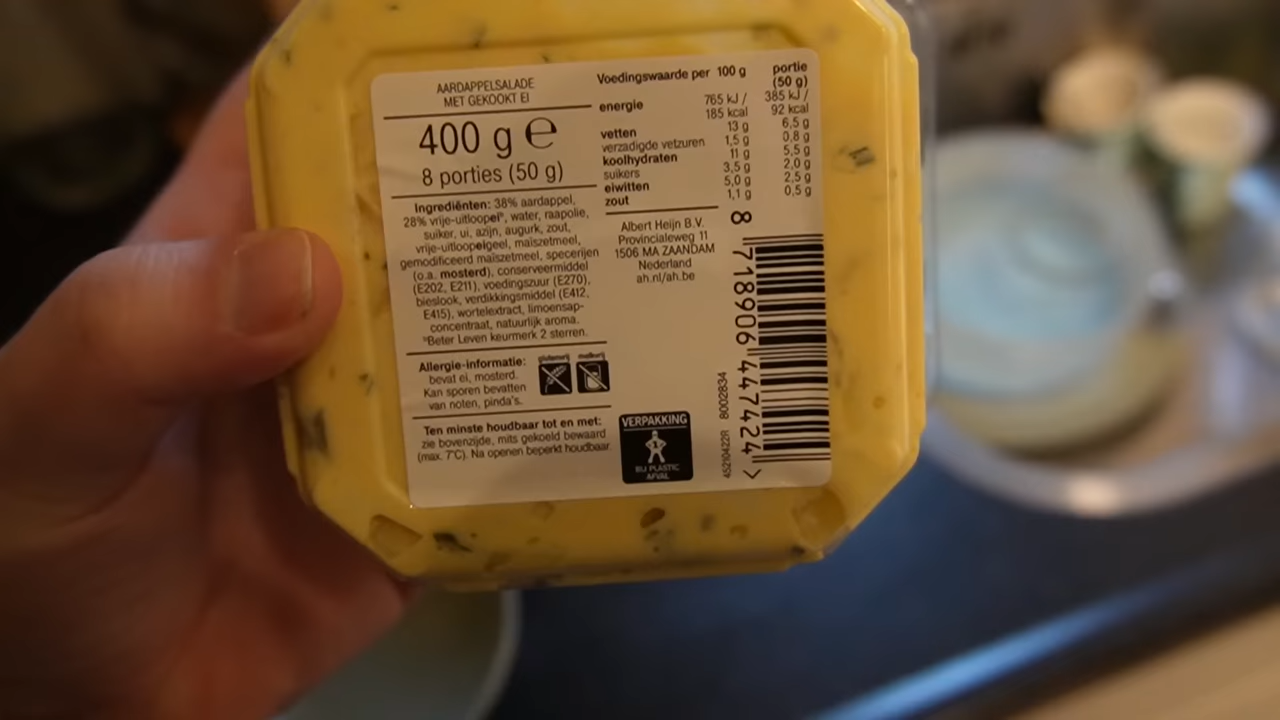 AARDAPPELSALADE
MET GEKOOKT EI
400 g e
8 porties (50 g)
Ingrediënten: 38% aardappel,
28% vrije-uitloopei°, water, raapolie,
suiker, ui, azijn, augurk, zout,
vrije-uitloopeigeel, maïszetmeel,
gemodificeerd maïszetmeel, specerijen
(o.a. mosterd), conserveermiddel
(E202, E211), voedingszuur (E270),
bieslook, verdikkingsmiddel (E412,
E415), wortelextract, limoensap-
concentraat, natuurlijk aroma.
°Beter Leven keurmerk 2 sterren.
Allergie-informatie:
bevat ei, mosterd.
Kan sporen bevatten
van noten, pinda's.
glutenvrij melkvrij
Ten minste houdbaar tot en met:
zie bovenzijde, mits gekoeld bewaard
(max. 7°C). Na openen beperkt houdbaar.
Voedingswaarde per 100 g portie (50 g)
energie 765 kJ / 385 kJ /
185 kcal 92 kcal
vetten 13 g 6,5 g
verzadigde vetzuren 1,5 g 0,8 g
koolhydraten 11 g 5,5 g
suikers 3,5 g 2,0 g
eiwitten 5,0 g 2,5 g
zout 1,1 g 0,5 g
Albert Heijn B.V.
Provincialeweg 11
1506 MA ZAANDAM
Nederland
ah.nl/ah.be
VERPAKKING
1
BIJ PLASTIC
AFVAL
45210422R 8002834
8 718906 447424 >